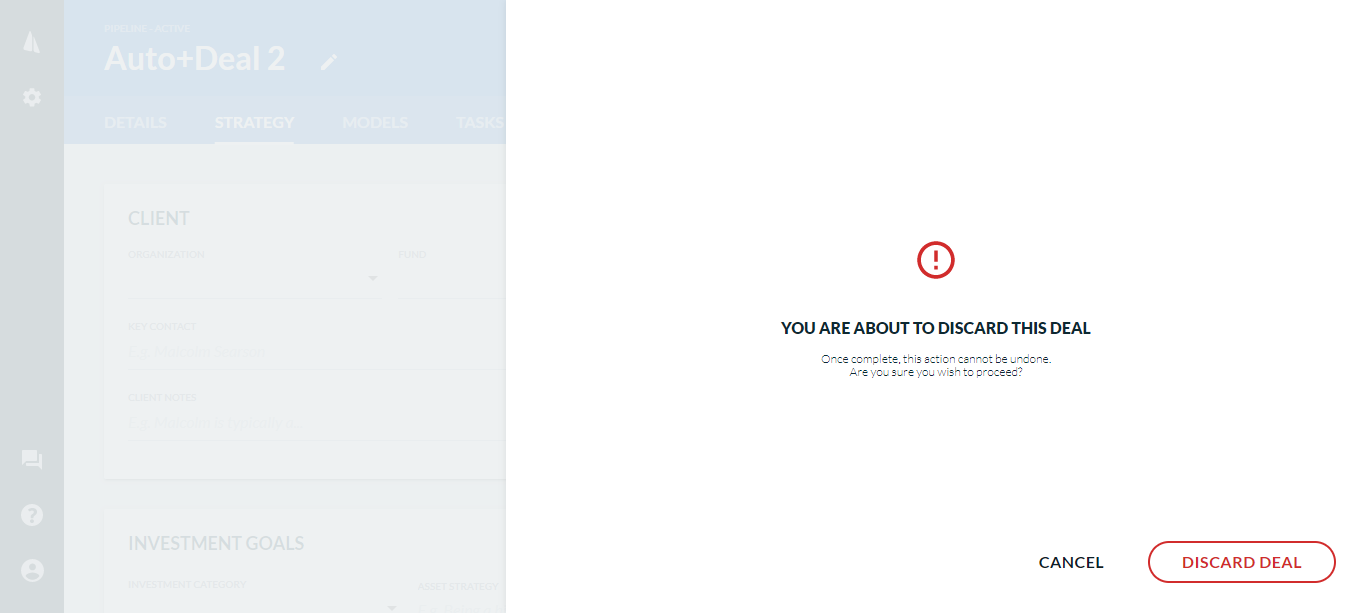 PIPELINE - ACTIVE
Auto+Deal 2
DETAILS STRATEGY MODELS TASKS
CLIENT
ORGANIZATION FUND
KEY CONTACT
CLIENT NOTES
INVESTMENT GOALS
INVESTMENT CATEGORY ASSET STRATEGY
YOU ARE ABOUT TO DISCARD THIS DEAL
Once complete, this action cannot be undone.
Are you sure you wish to proceed?
CANCEL DISCARD DEAL